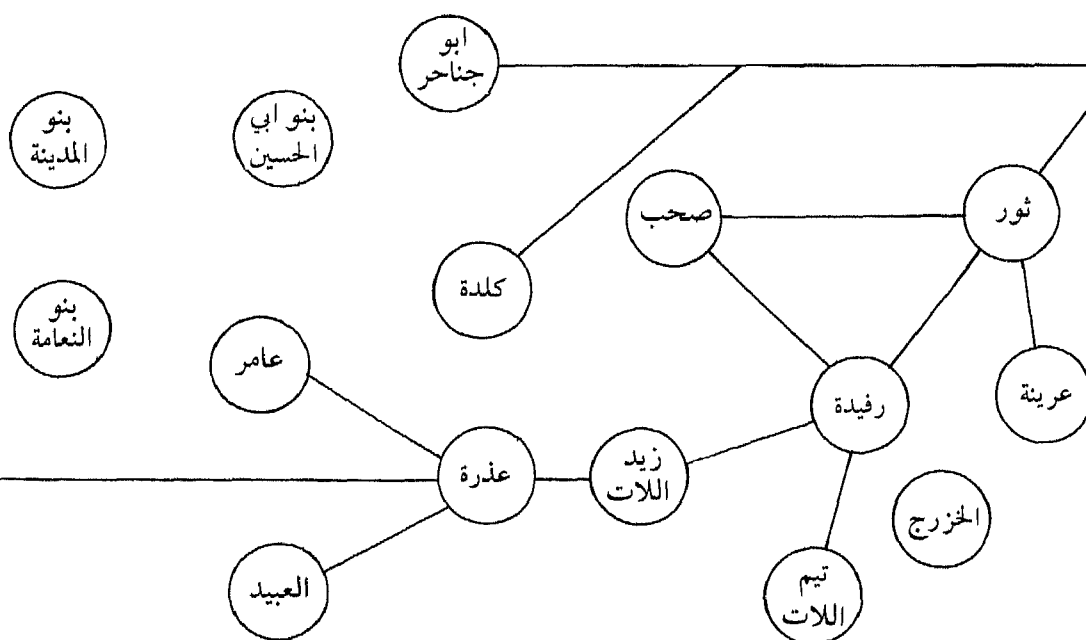 ابو
جناحر
بنو ابي
الحسين
بنو
المدينة
ثور
صحب
كلدة
بنو
النعامة
عامر
عرينة
رفيدة
زيد
اللات
عذرة
الخزرج
تيم
اللات
العبيد